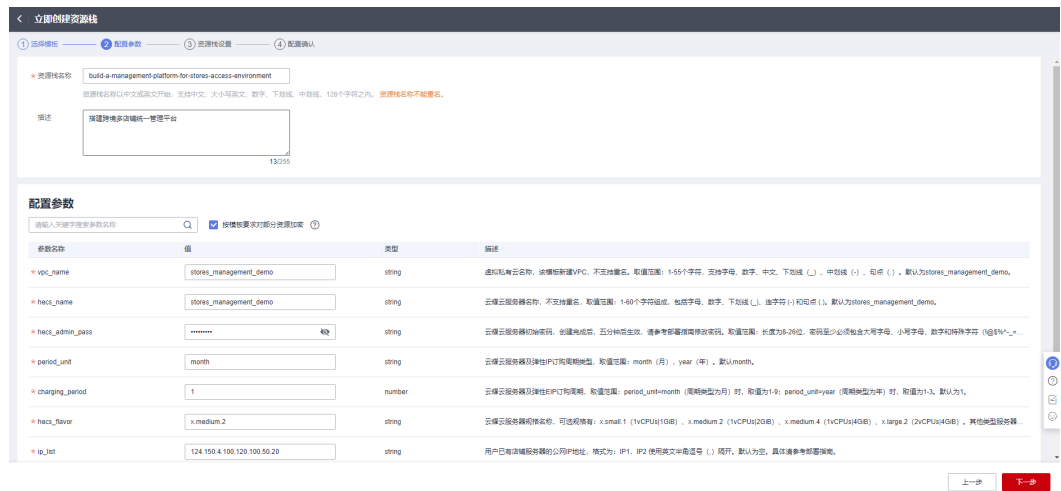 立即创建资源栈
1 选择模板 2 配置参数 3 资源栈设置 4 配置确认
* 资源栈名称 build-a-management-platform-for-stores-access-environment
资源栈名称以中文或英文开始，支持中文、大小写英文、数字、下划线、中划线，128个字符之内。 资源栈名称不能重名。
描述 搭建跨境多店铺统一管理平台
13/255
配置参数
请输入关键字搜索参数名称 按模板要求对部分资源加密
参数名称 值 类型 描述
* vpc_name stores_management_demo string 虚拟私有云名称，该模板新建VPC，不支持重名。取值范围：1-55个字符，支持字母、数字、中文、下划线（_）、中划线（-）、句点（.）。默认为stores_management_demo。
* hecs_name stores_management_demo string 云耀云服务器名称，不支持重名，取值范围：1-60个字符组成，包括字母、数字、下划线 (_)、连字符 (-) 和句点 (.)。默认为stores_management_demo。
* hecs_admin_pass ········· string 云耀云服务器初始密码，创建完成后，五分钟后生效，请参考部署指南修改密码。取值范围：长度为8-26位，密码至少必须包含大写字母、小写字母、数字和特殊字符（!@$%^-_=...
* period_unit month string 云耀云服务器及弹性IP订购周期类型，取值范围：month（月），year（年）。默认month。
* charging_period 1 number 云耀云服务器及弹性EIP订购周期，取值范围：period_unit=month（周期类型为月）时，取值为1-9；period_unit=year（周期类型为年）时，取值为1-3。默认为1。
* hecs_flavor x.medium.2 string 云耀云服务器规格名称，可选规格有：x.small.1（1vCPUs|1GiB）、x.medium.2（1vCPUs|2GiB）、x.medium.4（1vCPUs|4GiB）、x.large.2（2vCPUs|4GiB）。其他类型服务器...
* ip_list 124.150.4.100,120.100.50.20 string 用户已有店铺服务器的公网IP地址，格式为：IP1，IP2 使用英文半角逗号（,）隔开。默认为空。具体请参考部署指南。
上一步 下一步